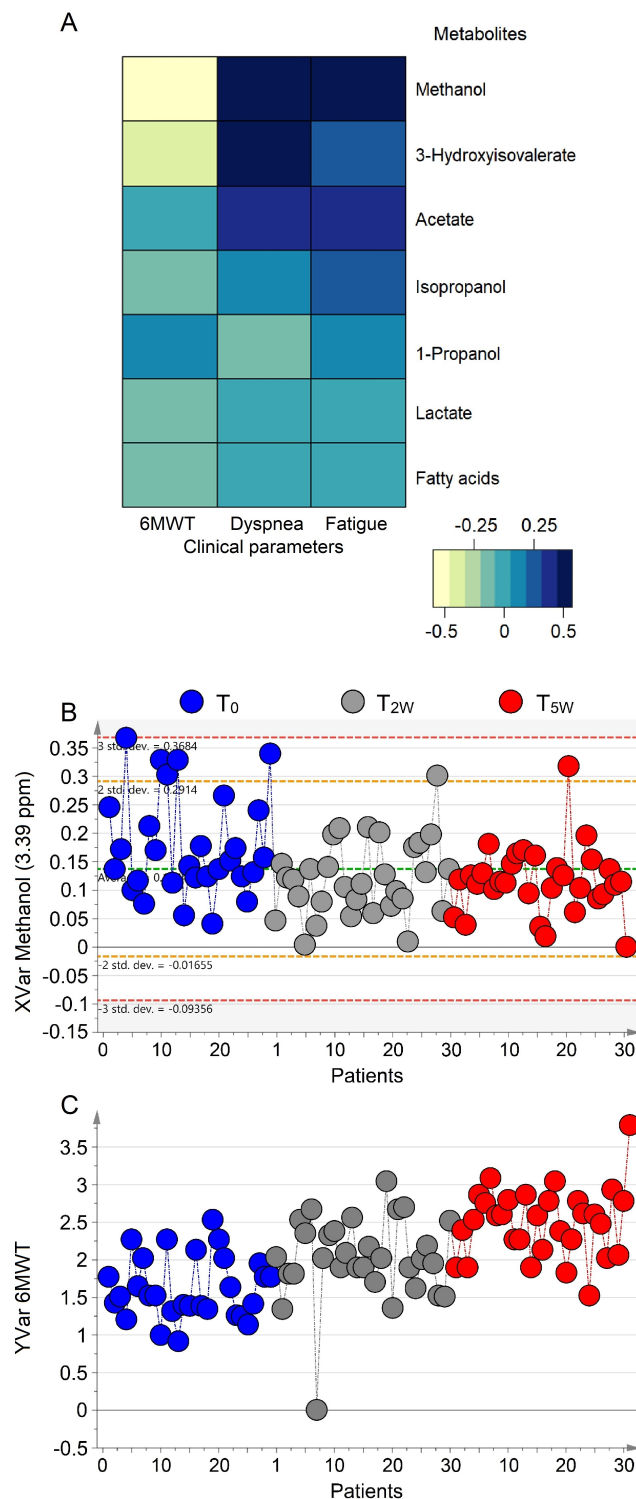 A
Metabolites
Methanol
3-Hydroxyisovalerate
Acetate
Isopropanol
1-Propanol
Lactate
Fatty acids
6MWT Dyspnea Fatigue
Clinical parameters
-0.25 0.25
-0.5 0 0.5
B
T0 T2W T5W
XVar Methanol (3.39 ppm)
0.35
3 std. dev. = 0.3684
0.3
2 std. dev. = 0.2914
0.25
0.2
0.15
0.1
0.05
0
-2 std. dev. = -0.01655
-0.05
-0.1
-3 std. dev. = -0.09356
-0.15
0 10 20 1 10 20 30 10 20 30
Patients
C
YVar 6MWT
3.5
3
2.5
2
1.5
1
0.5
0
-0.5
0 10 20 1 10 20 30 10 20 30
Patients